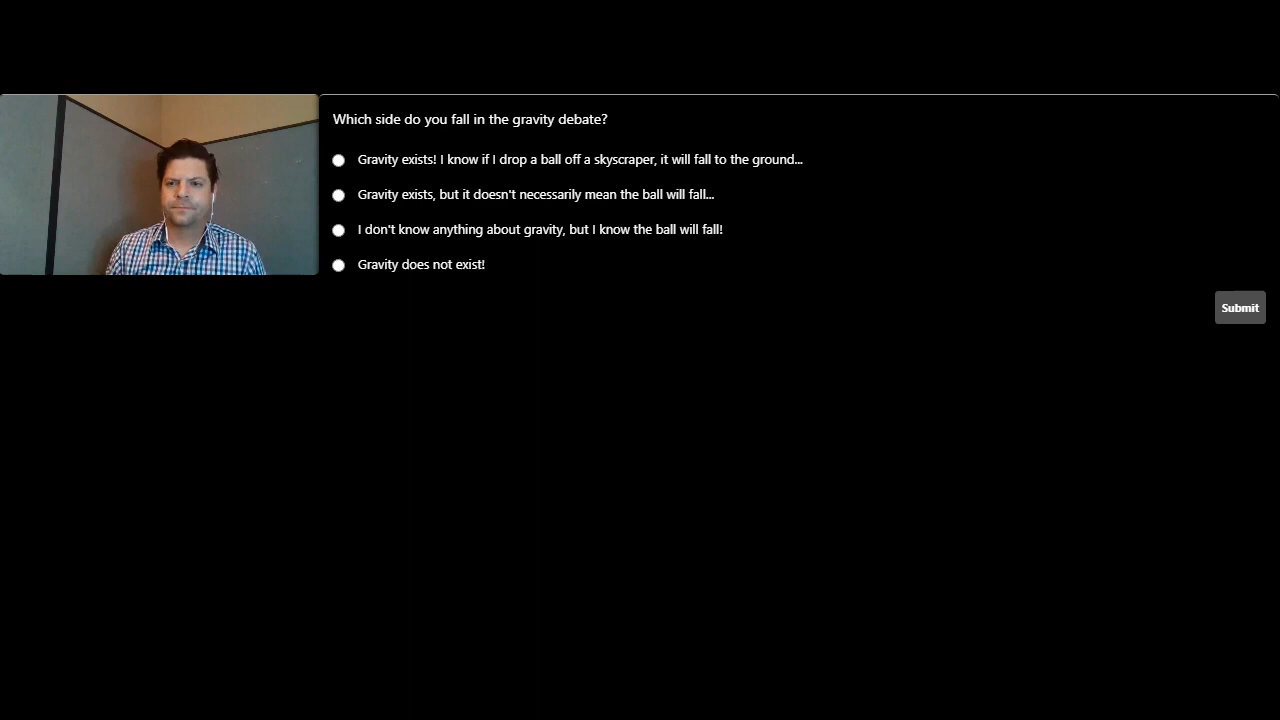 Which side do you fall in the gravity debate?
Gravity exists! I know if I drop a ball off a skyscraper, it will fall to the ground...
Gravity exists, but it doesn't necessarily mean the ball will fall...
I don't know anything about gravity, but I know the ball will fall!
Gravity does not exist!
Submit